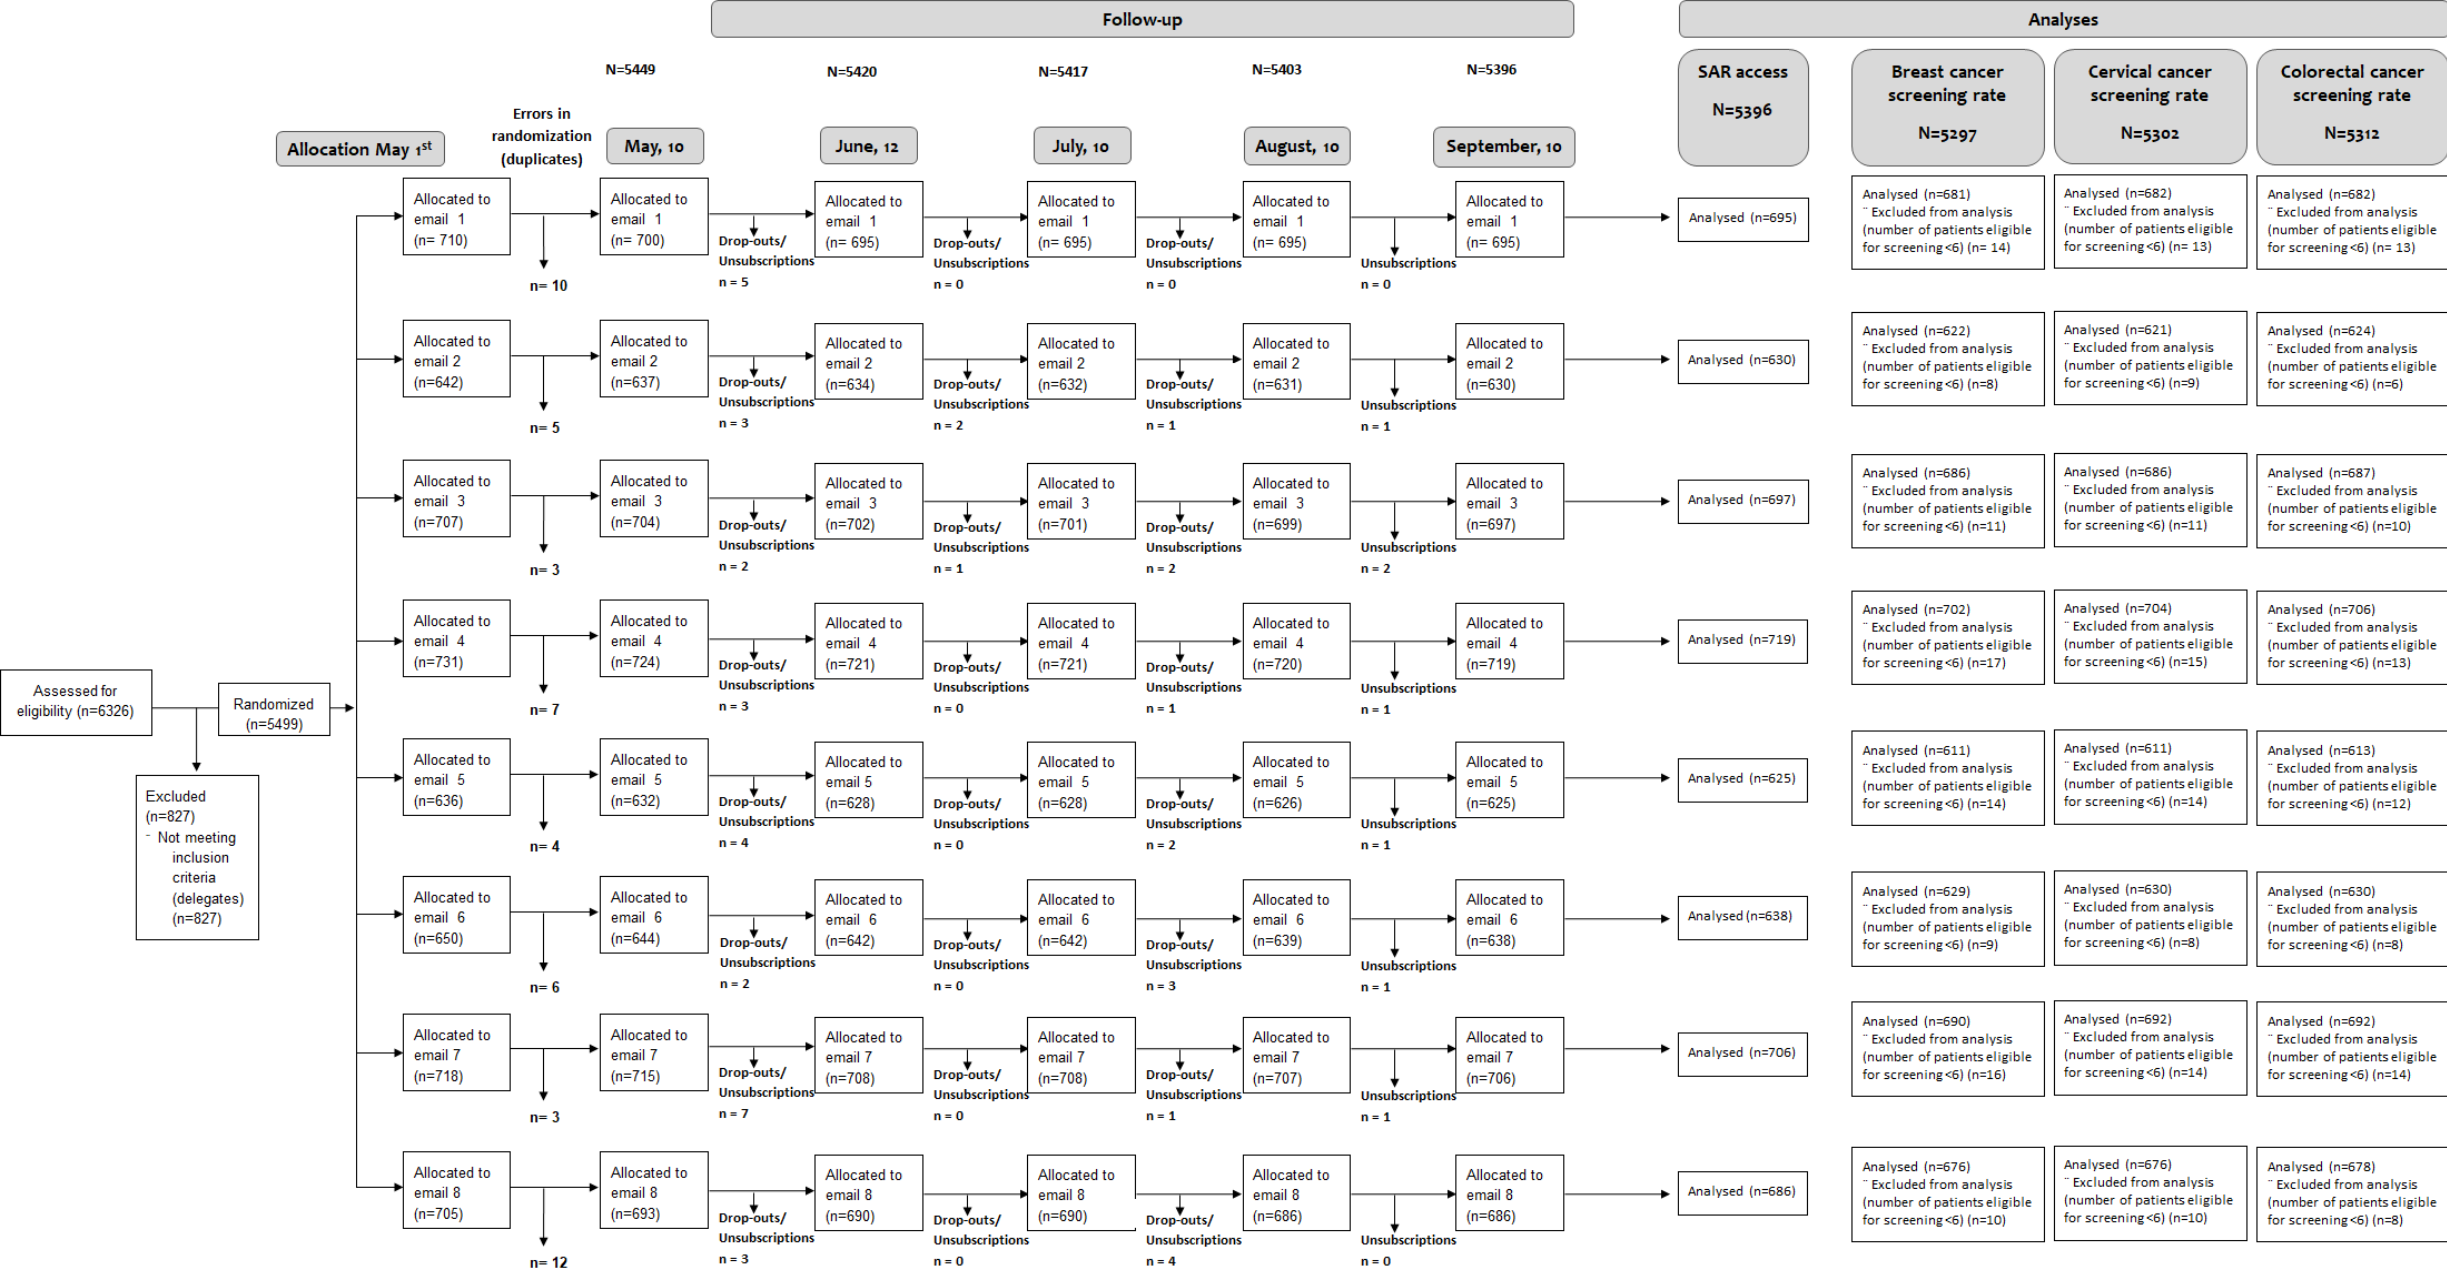 Follow-up
Analyses
N=5449
N=5420
N=5417
N=5403
N=5396
SAR access
N=5396
Breast cancer
screening rate
N=5297
Cervical cancer
screening rate
N=5302
Colorectal cancer
screening rate
N=5312
Allocation May 1st
Errors in
randomization
(duplicates)
May, 10
June, 12
July, 10
August, 10
September, 10
Assessed for
eligibility (n=6326)
Randomized
(n=5499)
Excluded
(n=827)
¨ Not meeting
inclusion
criteria
(delegates)
(n=827)
Allocated to
email 1
(n= 710)
n= 10
Allocated to
email 1
(n= 700)
Drop-outs/
Unsubscriptions
n = 5
Allocated to
email 1
(n= 695)
Drop-outs/
Unsubscriptions
n = 0
Allocated to
email 1
(n= 695)
Drop-outs/
Unsubscriptions
n = 0
Allocated to
email 1
(n= 695)
Unsubscriptions
n = 0
Allocated to
email 1
(n= 695)
Analysed (n=695)
Analysed (n=681)
¨ Excluded from analysis
(number of patients eligible
for screening <6) (n= 14)
Analysed (n=682)
¨ Excluded from analysis
(number of patients eligible
for screening <6) (n= 13)
Analysed (n=682)
¨ Excluded from analysis
(number of patients eligible
for screening <6) (n= 13)
Allocated to
email 2
(n=642)
n= 5
Allocated to
email 2
(n=637)
Drop-outs/
Unsubscriptions
n = 3
Allocated to
email 2
(n=634)
Drop-outs/
Unsubscriptions
n = 2
Allocated to
email 2
(n=632)
Drop-outs/
Unsubscriptions
n = 1
Allocated to
email 2
(n=631)
Unsubscriptions
n = 1
Allocated to
email 2
(n=630)
Analysed (n=630)
Analysed (n=622)
¨ Excluded from analysis
(number of patients eligible
for screening <6) (n=8)
Analysed (n=621)
¨ Excluded from analysis
(number of patients eligible
for screening <6) (n=9)
Analysed (n=624)
¨ Excluded from analysis
(number of patients eligible
for screening <6) (n=6)
Allocated to
email 3
(n=707)
n= 3
Allocated to
email 3
(n=704)
Drop-outs/
Unsubscriptions
n = 2
Allocated to
email 3
(n=702)
Drop-outs/
Unsubscriptions
n = 1
Allocated to
email 3
(n=701)
Drop-outs/
Unsubscriptions
n = 2
Allocated to
email 3
(n=699)
Unsubscriptions
n = 2
Allocated to
email 3
(n=697)
Analysed (n=697)
Analysed (n=686)
¨ Excluded from analysis
(number of patients eligible
for screening <6) (n=11)
Analysed (n=686)
¨ Excluded from analysis
(number of patients eligible
for screening <6) (n=11)
Analysed (n=687)
¨ Excluded from analysis
(number of patients eligible
for screening <6) (n=10)
Allocated to
email 4
(n=731)
n= 7
Allocated to
email 4
(n=724)
Drop-outs/
Unsubscriptions
n = 3
Allocated to
email 4
(n=721)
Drop-outs/
Unsubscriptions
n = 0
Allocated to
email 4
(n=721)
Drop-outs/
Unsubscriptions
n = 1
Allocated to
email 4
(n=720)
Unsubscriptions
n = 1
Allocated to
email 4
(n=719)
Analysed (n=719)
Analysed (n=702)
¨ Excluded from analysis
(number of patients eligible
for screening <6) (n=17)
Analysed (n=704)
¨ Excluded from analysis
(number of patients eligible
for screening <6) (n=15)
Analysed (n=706)
¨ Excluded from analysis
(number of patients eligible
for screening <6) (n=13)
Allocated to
email 5
(n=636)
n= 4
Allocated to
email 5
(n=632)
Drop-outs/
Unsubscriptions
n = 4
Allocated to
email 5
(n=628)
Drop-outs/
Unsubscriptions
n = 0
Allocated to
email 5
(n=628)
Drop-outs/
Unsubscriptions
n = 2
Allocated to
email 5
(n=626)
Unsubscriptions
n = 1
Allocated to
email 5
(n=625)
Analysed (n=625)
Analysed (n=611)
¨ Excluded from analysis
(number of patients eligible
for screening <6) (n=14)
Analysed (n=611)
¨ Excluded from analysis
(number of patients eligible
for screening <6) (n=14)
Analysed (n=613)
¨ Excluded from analysis
(number of patients eligible
for screening <6) (n=12)
Allocated to
email 6
(n=650)
n= 6
Allocated to
email 6
(n=644)
Drop-outs/
Unsubscriptions
n = 2
Allocated to
email 6
(n=642)
Drop-outs/
Unsubscriptions
n = 0
Allocated to
email 6
(n=642)
Drop-outs/
Unsubscriptions
n = 3
Allocated to
email 6
(n=639)
Unsubscriptions
n = 1
Allocated to
email 6
(n=638)
Analysed (n=638)
Analysed (n=629)
¨ Excluded from analysis
(number of patients eligible
for screening <6) (n=9)
Analysed (n=630)
¨ Excluded from analysis
(number of patients eligible
for screening <6) (n=8)
Analysed (n=630)
¨ Excluded from analysis
(number of patients eligible
for screening <6) (n=8)
Allocated to
email 7
(n=718)
n= 3
Allocated to
email 7
(n=715)
Drop-outs/
Unsubscriptions
n = 7
Allocated to
email 7
(n=708)
Drop-outs/
Unsubscriptions
n = 0
Allocated to
email 7
(n=708)
Drop-outs/
Unsubscriptions
n = 1
Allocated to
email 7
(n=707)
Unsubscriptions
n = 1
Allocated to
email 7
(n=706)
Analysed (n=706)
Analysed (n=690)
¨ Excluded from analysis
(number of patients eligible
for screening <6) (n=16)
Analysed (n=692)
¨ Excluded from analysis
(number of patients eligible
for screening <6) (n=14)
Analysed (n=692)
¨ Excluded from analysis
(number of patients eligible
for screening <6) (n=14)
Allocated to
email 8
(n=705)
n= 12
Allocated to
email 8
(n=693)
Drop-outs/
Unsubscriptions
n = 3
Allocated to
email 8
(n=690)
Drop-outs/
Unsubscriptions
n = 0
Allocated to
email 8
(n=690)
Drop-outs/
Unsubscriptions
n = 4
Allocated to
email 8
(n=686)
Unsubscriptions
n = 0
Allocated to
email 8
(n=686)
Analysed (n=686)
Analysed (n=676)
¨ Excluded from analysis
(number of patients eligible
for screening <6) (n=10)
Analysed (n=676)
¨ Excluded from analysis
(number of patients eligible
for screening <6) (n=10)
Analysed (n=678)
¨ Excluded from analysis
(number of patients eligible
for screening <6) (n=8)